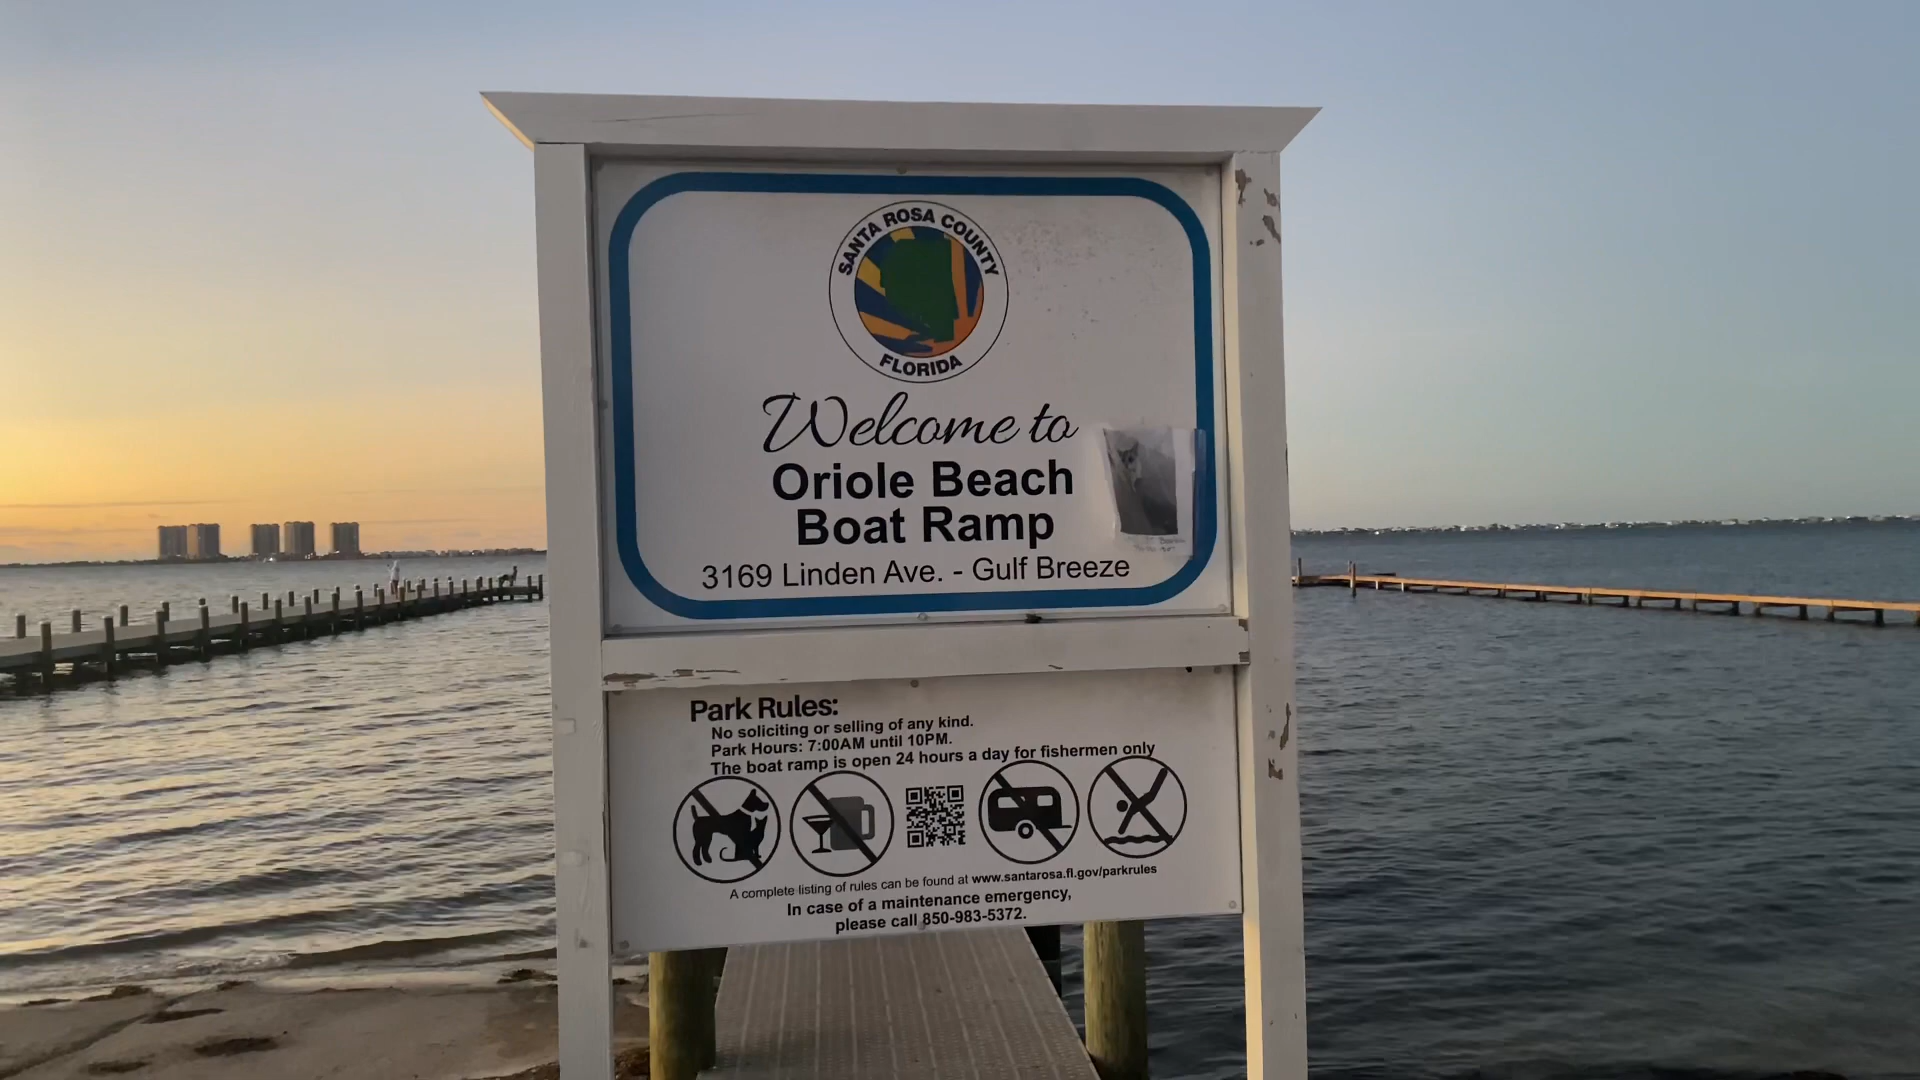 SANTA ROSA COUNTY
FLORIDA
Welcome to
Oriole Beach
Boat Ramp
3169 Linden Ave. - Gulf Breeze
Park Rules:
No soliciting or selling of any kind.
Park Hours: 7:00AM until 10PM.
The boat ramp is open 24 hours a day for fishermen only
A complete listing of rules can be found at www.santarosa.fl.gov/parkrules
In case of a maintenance emergency,
please call 850-983-5372.